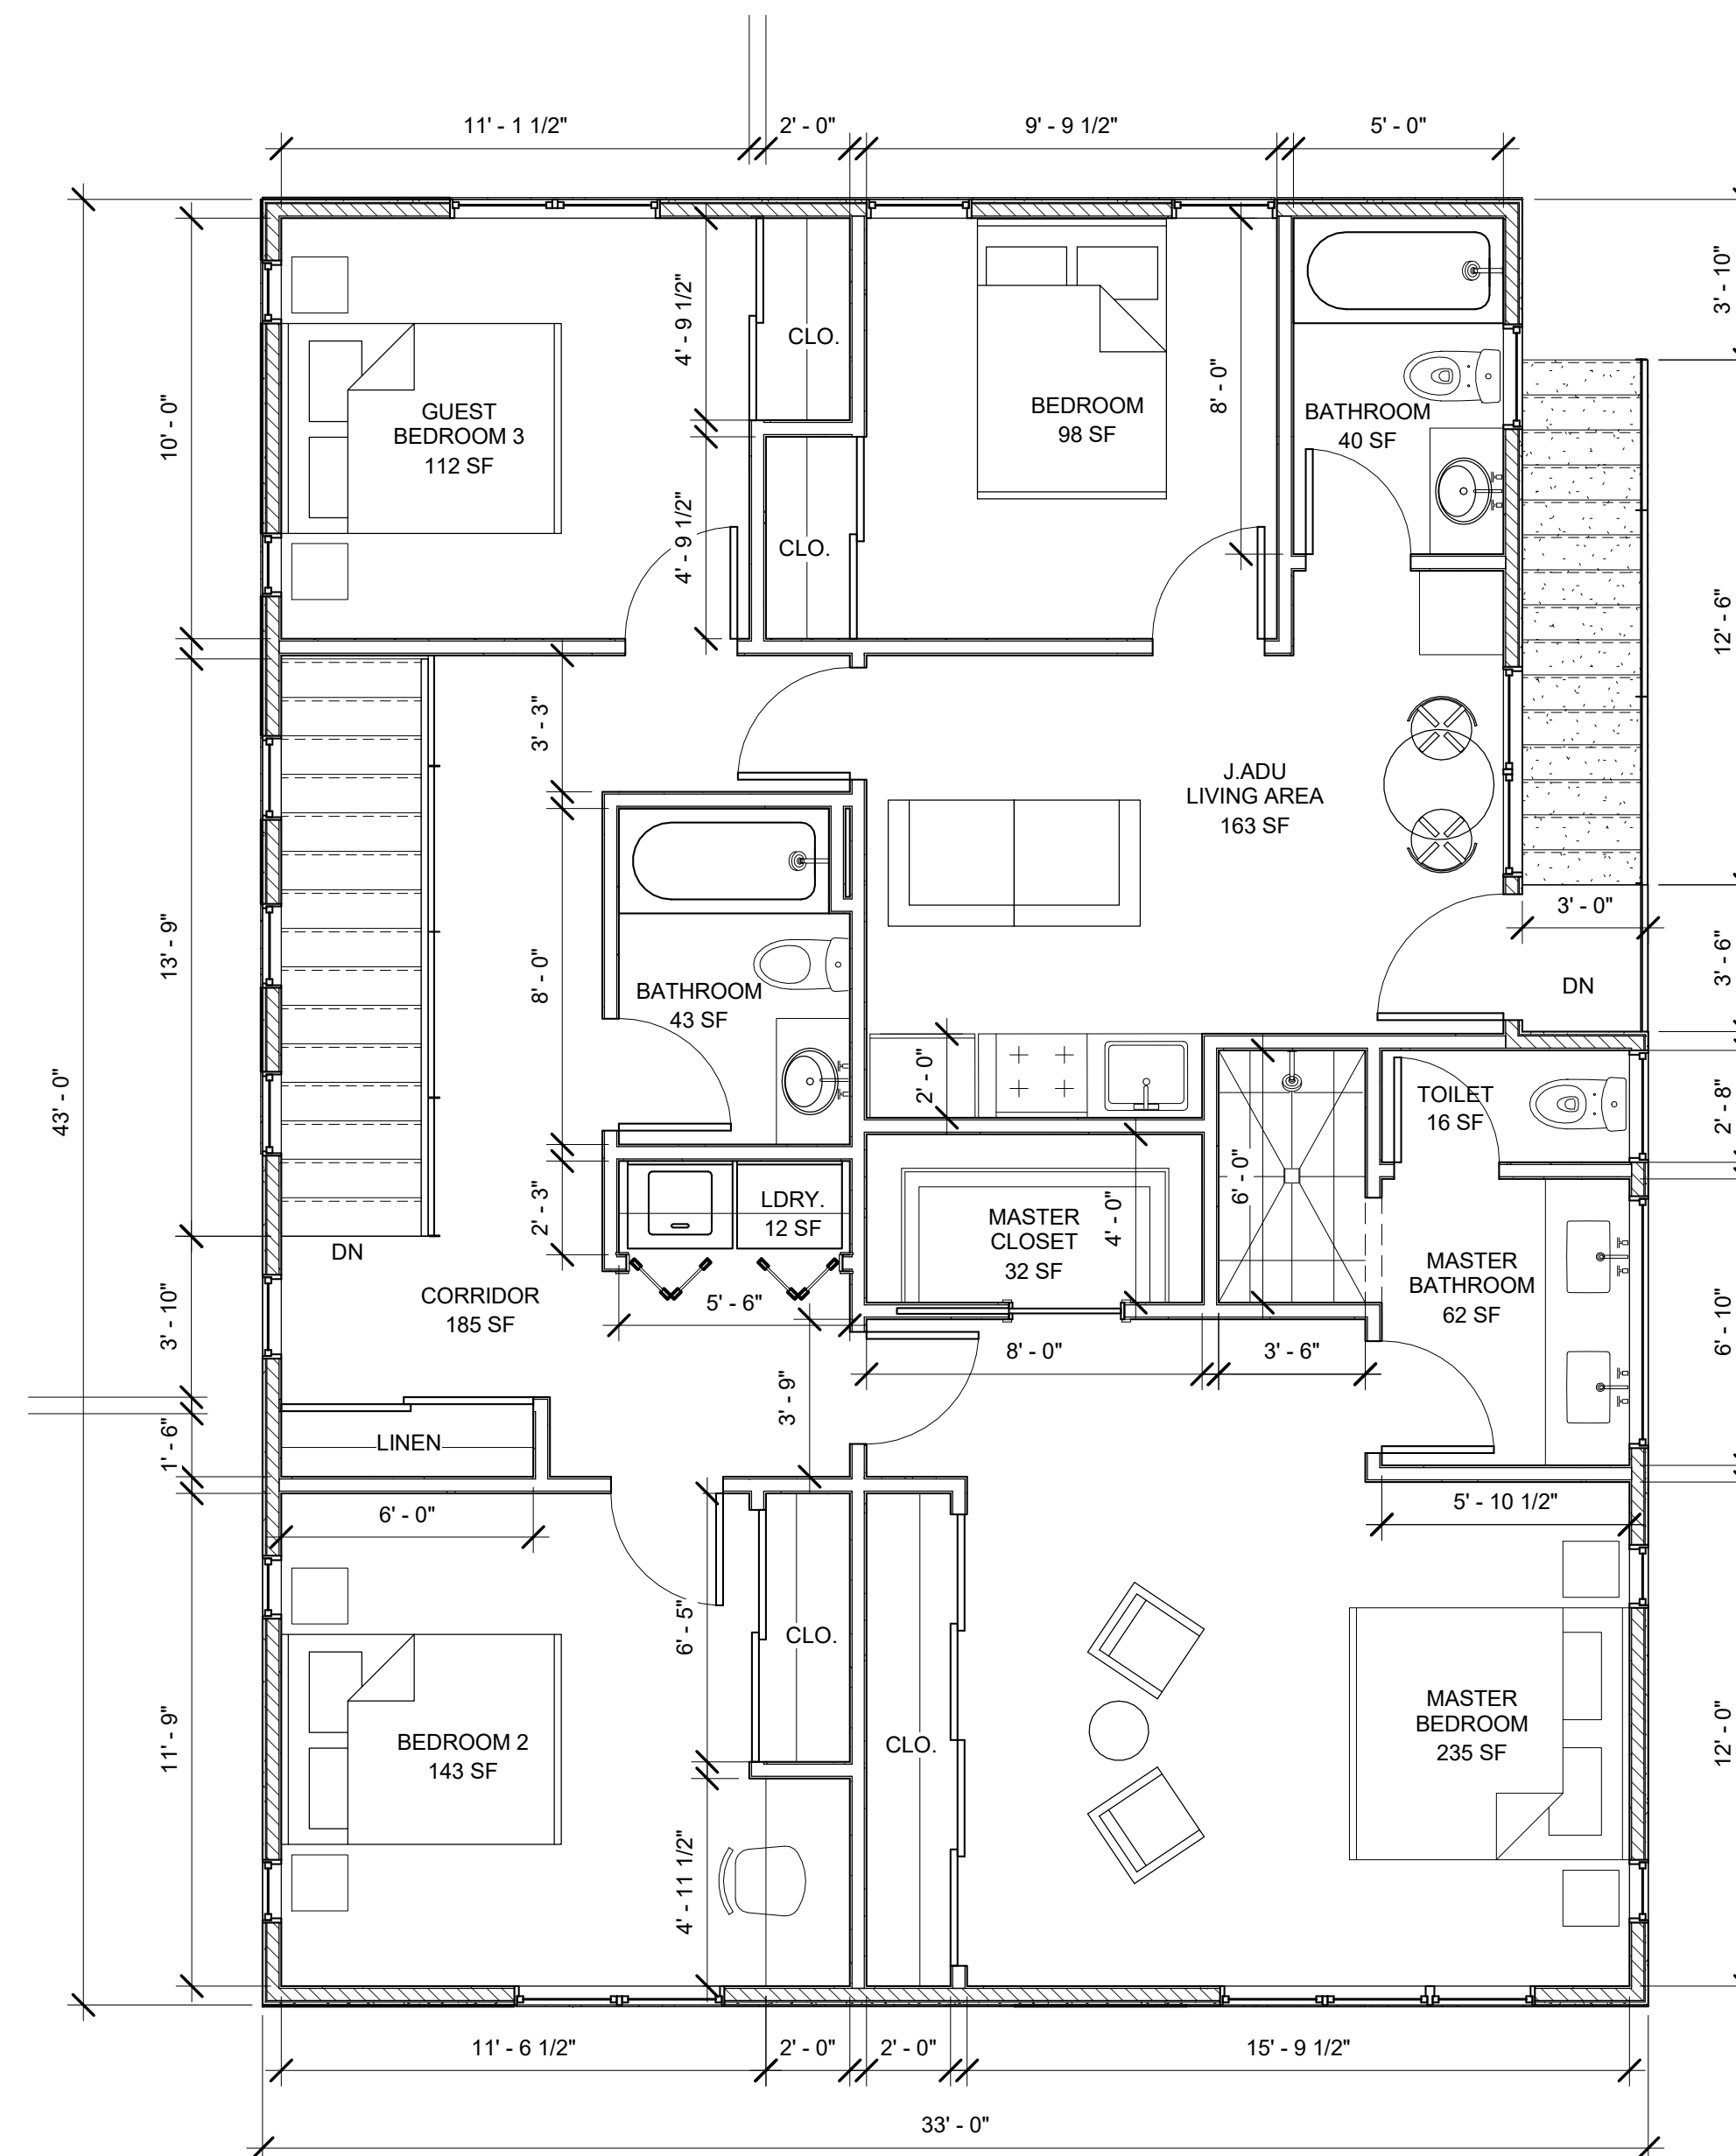 11' - 1 1/2"
2' - 0"
9' - 9 1/2"
5' - 0"
3' - 10"
4' - 9 1/2"
CLO.
8' - 0"
10' - 0"
GUEST
BEDROOM 3
112 SF
BEDROOM
98 SF
BATHROOM
40 SF
4' - 9 1/2"
CLO.
12' - 6"
3' - 3"
J.ADU
LIVING AREA
163 SF
3' - 0"
13' - 9"
8' - 0"
BATHROOM
43 SF
3' - 6"
DN
43' - 0"
2' - 0"
TOILET
16 SF
2' - 8"
2' - 3"
LDRY.
12 SF
MASTER
CLOSET
32 SF
4' - 0"
6' - 0"
DN
MASTER
BATHROOM
62 SF
CORRIDOR
185 SF
5' - 6"
3' - 10"
8' - 0"
3' - 6"
6' - 10"
3' - 9"
1' - 6"
LINEN
6' - 0"
5' - 10 1/2"
6' - 5"
CLO.
11' - 9"
BEDROOM 2
143 SF
CLO.
MASTER
BEDROOM
235 SF
12' - 0"
4' - 11 1/2"
11' - 6 1/2"
2' - 0"
2' - 0"
15' - 9 1/2"
33' - 0"